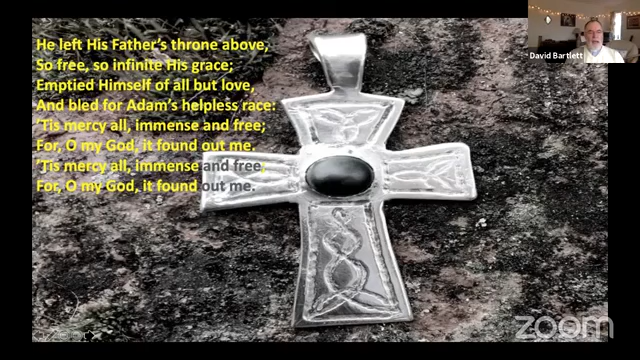 He left His Father's throne above,
So free, so infinite His grace;
Emptied Himself of all but love,
And bled for Adam's helpless race:
'Tis mercy all, immense and free;
For, O my God, it found out me.
'Tis mercy all, immense and free;
For, O my God, it found out me.
David Bartlett
zoom